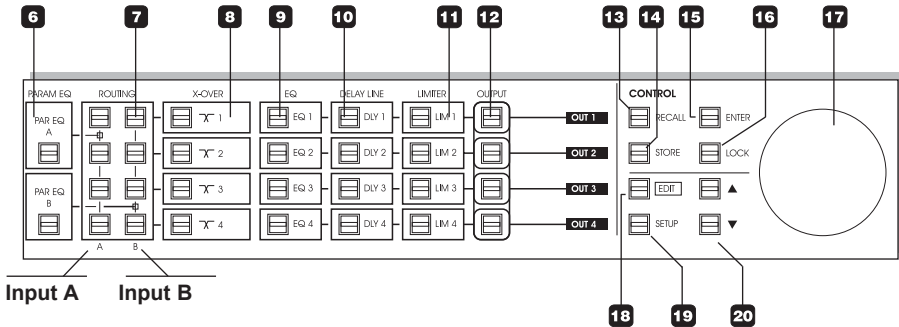 6 7 8 9 10 11 12 13 14 15 16 17
PARAM EQ ROUTING X-OVER EQ DELAY LINE LIMITER OUTPUT CONTROL
PAR EQ A
1 EQ 1 DLY 1 LIM 1 OUT 1 RECALL ENTER
2 EQ 2 DLY 2 LIM 2 OUT 2 STORE LOCK
PAR EQ B
3 EQ 3 DLY 3 LIM 3 OUT 3 EDIT ▲
4 EQ 4 DLY 4 LIM 4 OUT 4 SETUP ▼
A B
Input A Input B
18 19 20